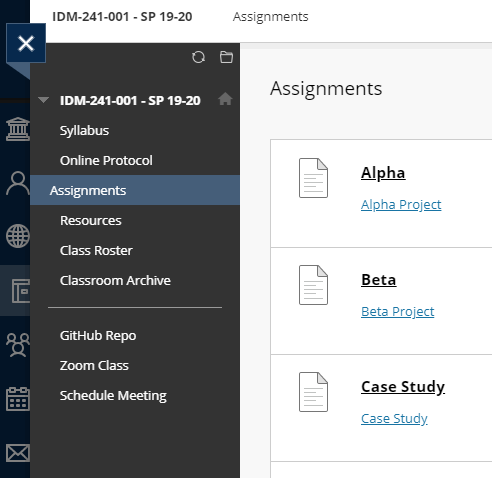 IDM-241-001 - SP 19-20 Assignments
IDM-241-001 - SP 19-20
Syllabus
Online Protocol
Assignments
Resources
Class Roster
Classroom Archive
GitHub Repo
Zoom Class
Schedule Meeting
Assignments
Alpha
Alpha Project
Beta
Beta Project
Case Study
Case Study